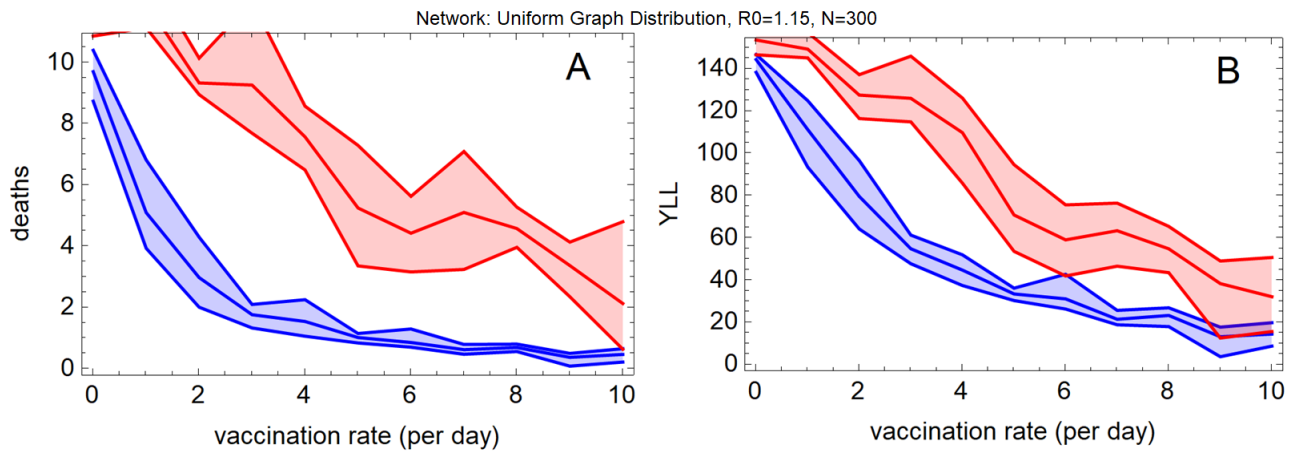 Network: Uniform Graph Distribution, R0=1.15, N=300
A
deaths
10
8
6
4
2
0
0 2 4 6 8 10
vaccination rate (per day)
B
YLL
140
120
100
80
60
40
20
0
0 2 4 6 8 10
vaccination rate (per day)